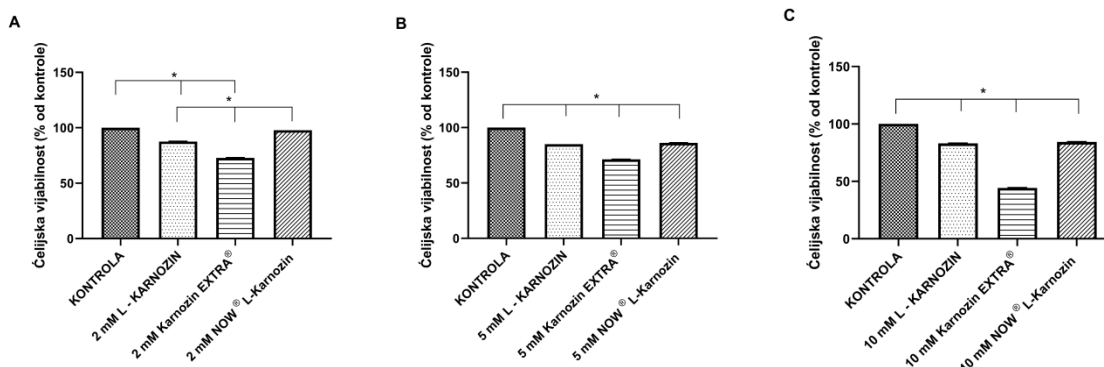 A
Ćelijska vijabilnost (% od kontrole)
150
100
50
0
*
*
KONTROLA
2 mM L - KARNOZIN
2 mM Karnozin EXTRA®
2 mM NOW® L-Karnozin
B
Ćelijska vijabilnost (% od kontrole)
150
100
50
0
*
KONTROLA
5 mM L - KARNOZIN
5 mM Karnozin EXTRA®
5 mM NOW® L-Karnozin
C
Ćelijska vijabilnost (% od kontrole)
150
100
50
0
*
KONTROLA
10 mM L - KARNOZIN
10 mM Karnozin EXTRA®
10 mM NOW® L-Karnozin